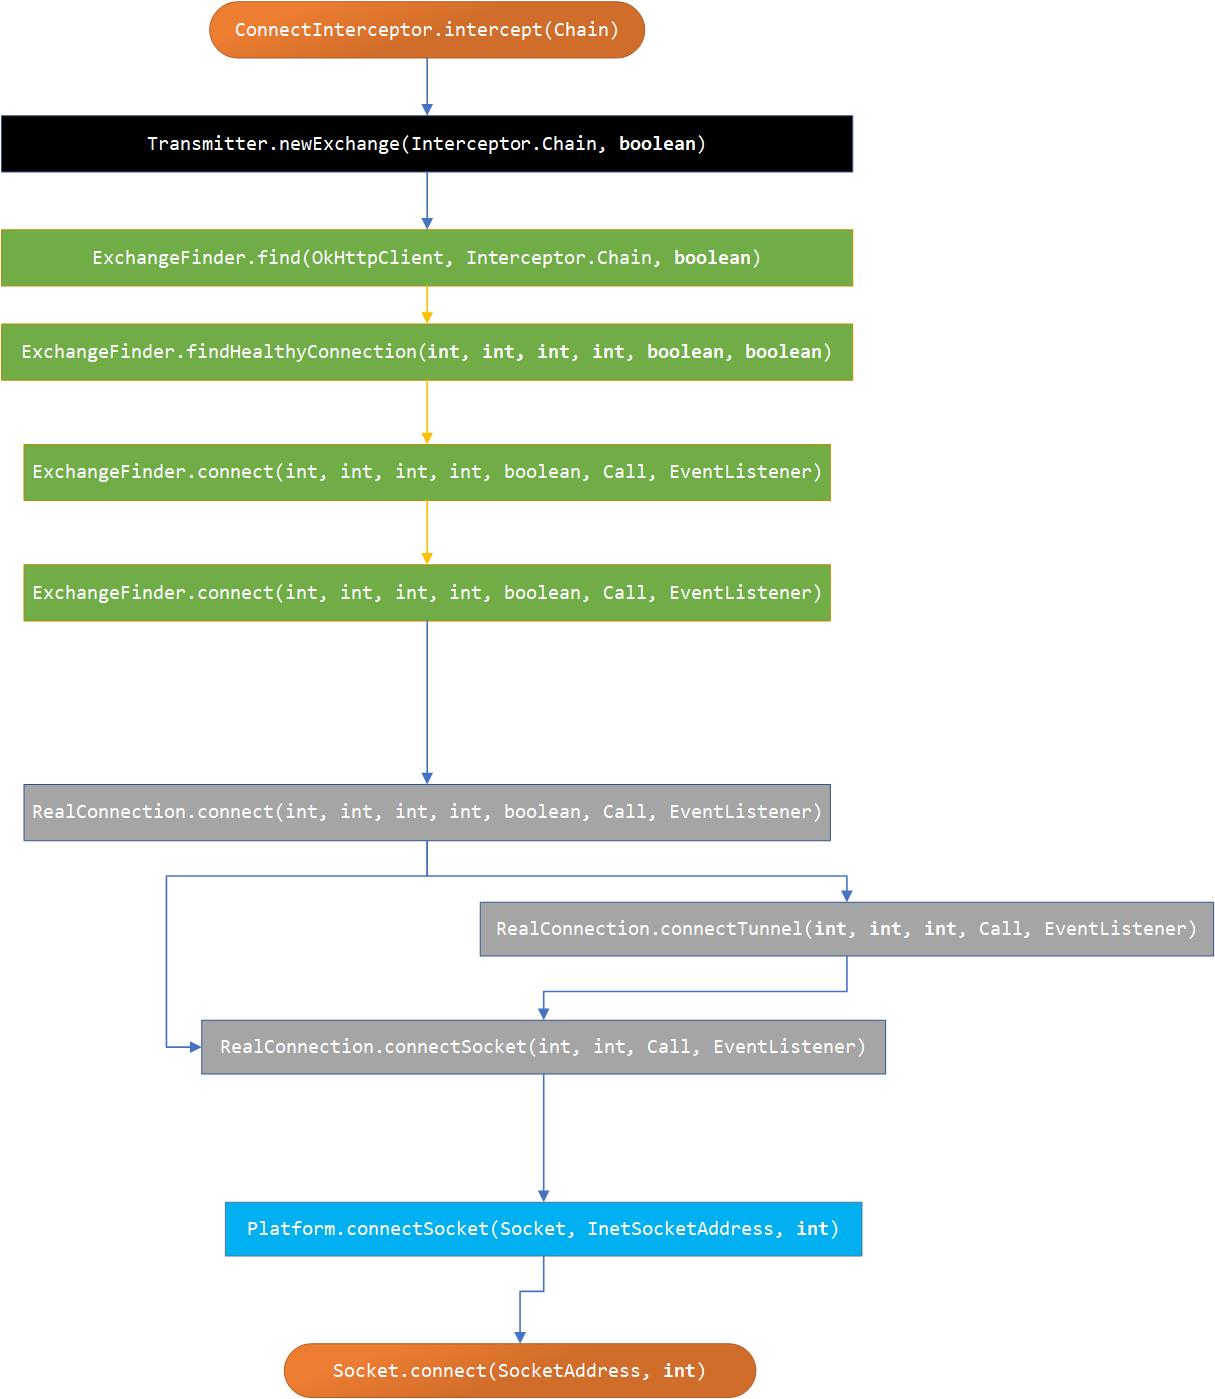 ConnectInterceptor.intercept(Chain)
Transmitter.newExchange(Interceptor.Chain, boolean)
ExchangeFinder.find(OkHttpClient, Interceptor.Chain, boolean)
ExchangeFinder.findHealthyConnection(int, int, int, int, boolean, boolean)
ExchangeFinder.connect(int, int, int, int, boolean, Call, EventListener)
ExchangeFinder.connect(int, int, int, int, boolean, Call, EventListener)
RealConnection.connect(int, int, int, int, boolean, Call, EventListener)
RealConnection.connectTunnel(int, int, int, Call, EventListener)
RealConnection.connectSocket(int, int, Call, EventListener)
Platform.connectSocket(Socket, InetSocketAddress, int)
Socket.connect(SocketAddress, int)